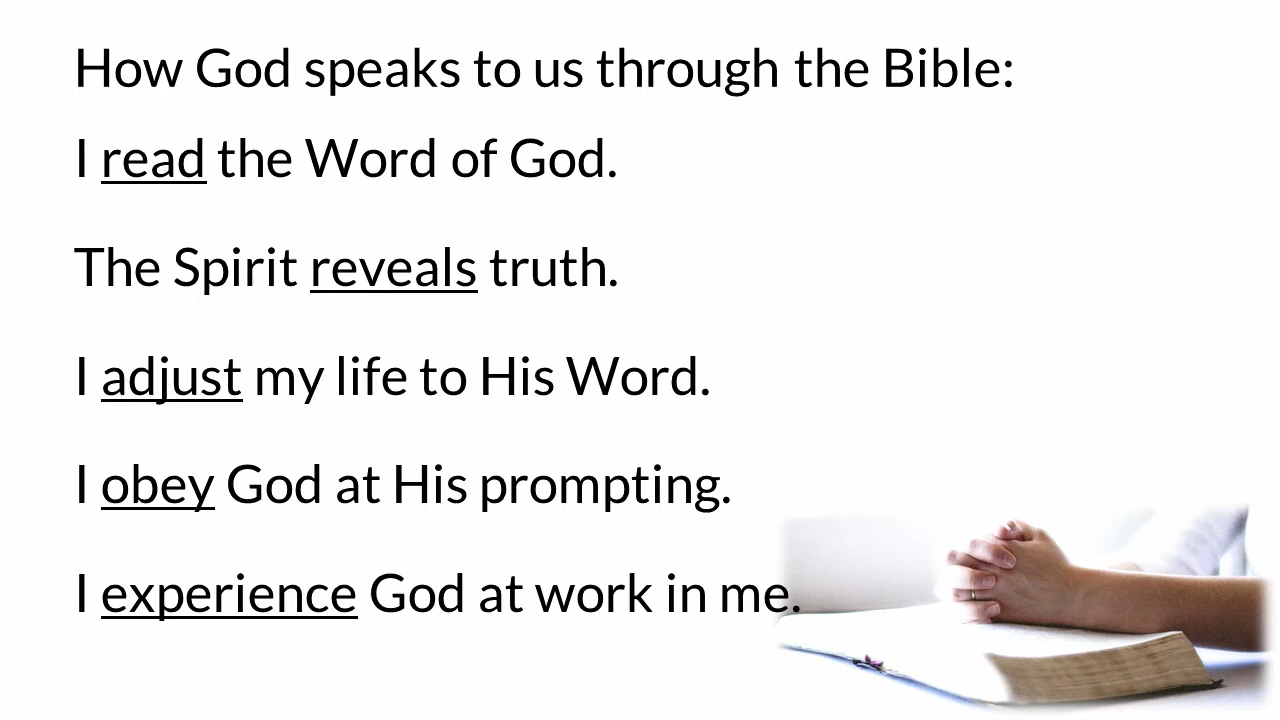 How God speaks to us through the Bible:
I read the Word of God.
The Spirit reveals truth.
I adjust my life to His Word.
I obey God at His prompting.
I experience God at work in me.